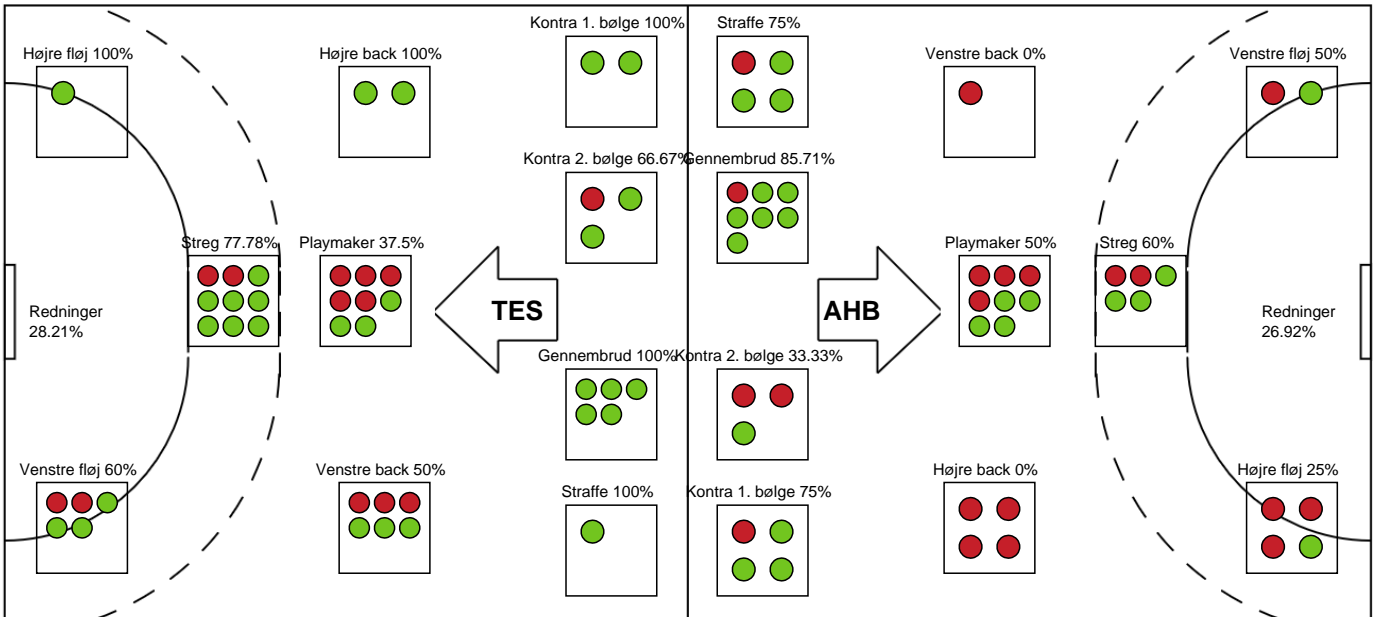 Kontra 1. bølge 100%
Straffe 75%
Højre fløj 100%
Højre back 100%
Venstre back 0%
Venstre fløj 50%
Kontra 2. bølge 66.67%
Gennembrud 85.71%
Streg 77.78%
Playmaker 37.5%
Playmaker 50%
Streg 60%
Redninger
28.21%
TES
AHB
Redninger
26.92%
Gennembrud 100%
Kontra 2. bølge 33.33%
Venstre fløj 60%
Venstre back 50%
Straffe 100%
Kontra 1. bølge 75%
Højre back 0%
Højre fløj 25%